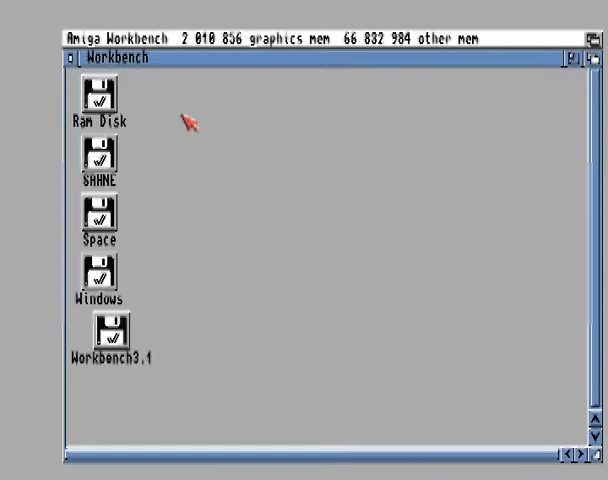 Amiga Workbench 2 010 856 graphics mem 66 832 984 other mem
Workbench
Ram Disk
SAHNE
Space
Windows
Workbench3.1